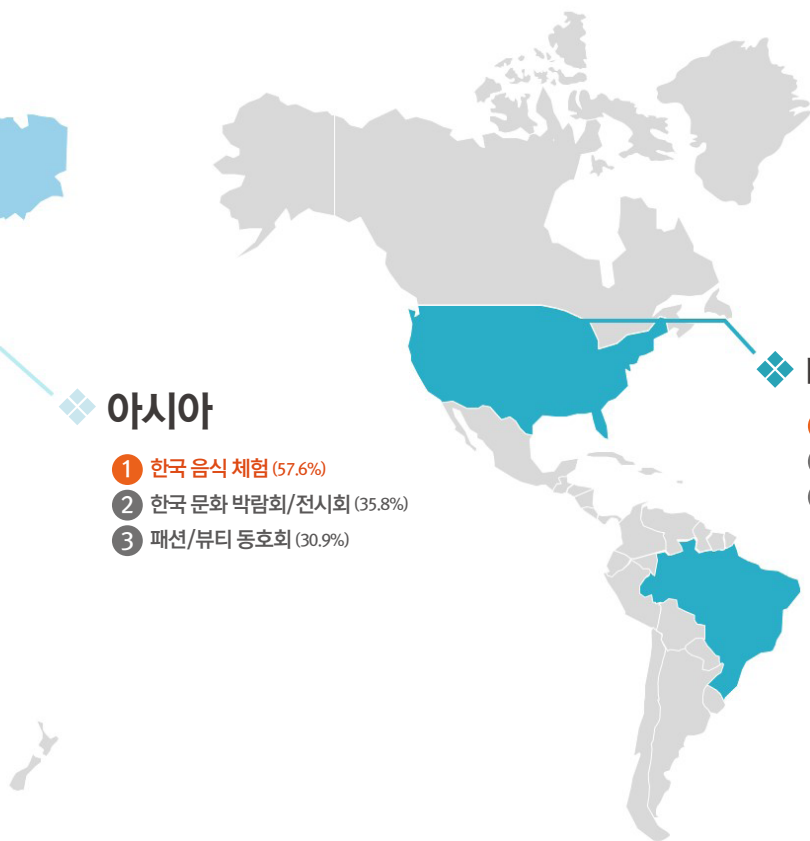 아시아
1 한국 음식 체험 (57.6%)
2 한국 문화 박람회/전시회 (35.8%)
3 패션/뷰티 동호회 (30.9%)